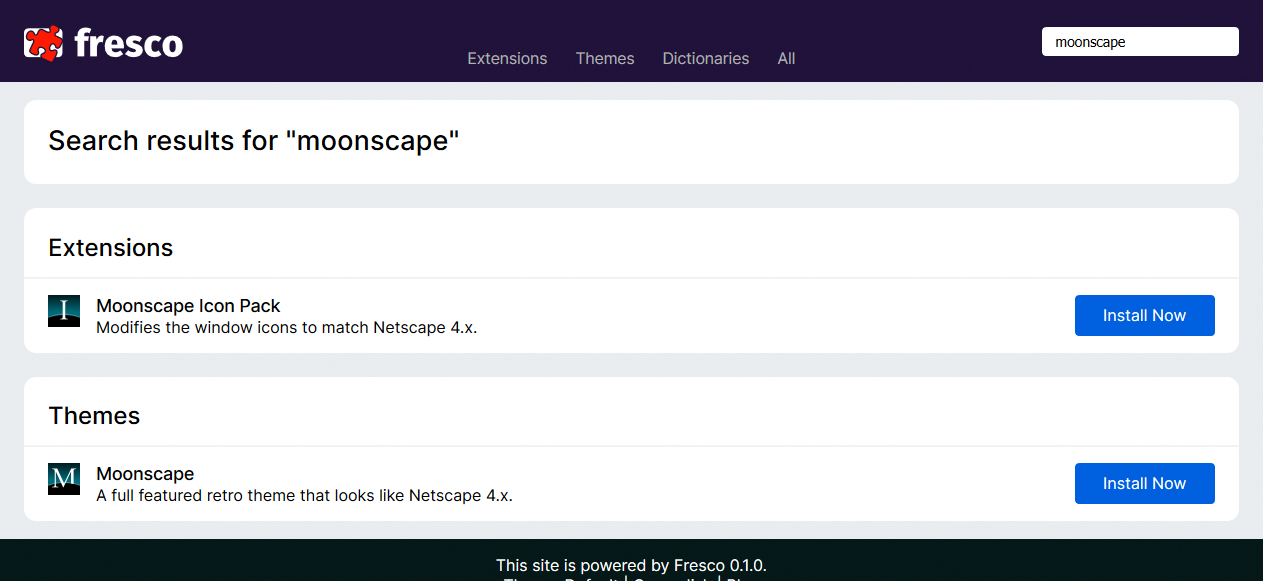 fresco
Extensions Themes Dictionaries All
moonscape
Search results for "moonscape"
Extensions
I
Moonscape Icon Pack
Modifies the window icons to match Netscape 4.x.
Install Now
Themes
M
Moonscape
A full featured retro theme that looks like Netscape 4.x.
Install Now
This site is powered by Fresco 0.1.0.